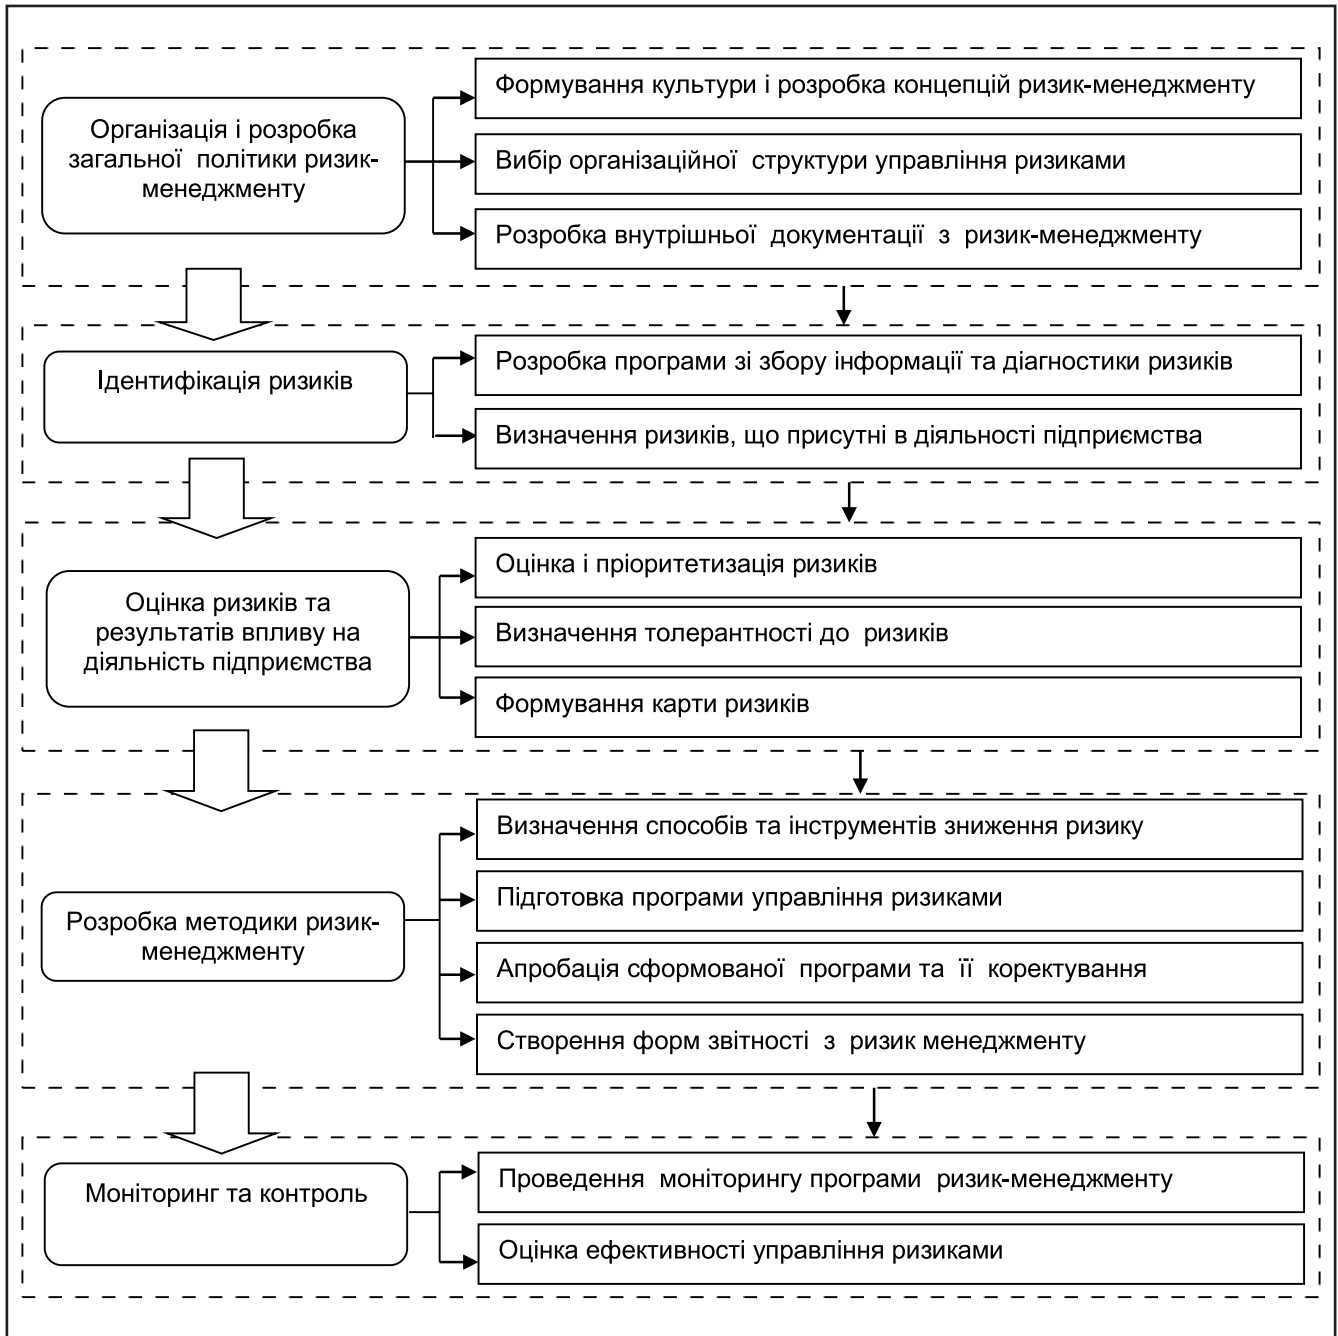 Організація і розробка
загальної політики ризик-
менеджменту
Формування культури і розробка концепцій ризик-менеджменту
Вибір організаційної структури управління ризиками
Розробка внутрішньої документації з ризик-менеджменту
Ідентифікація ризиків
Розробка програми зі збору інформації та діагностики ризиків
Визначення ризиків, що присутні в діяльності підприємства
Оцінка ризиків та
результатів впливу на
діяльність підприємства
Оцінка і пріоритетизація ризиків
Визначення толерантності до ризиків
Формування карти ризиків
Розробка методики ризик-
менеджменту
Визначення способів та інструментів зниження ризику
Підготовка програми управління ризиками
Апробація сформованої програми та її коректування
Створення форм звітності з ризик менеджменту
Моніторинг та контроль
Проведення моніторингу програми ризик-менеджменту
Оцінка ефективності управління ризиками